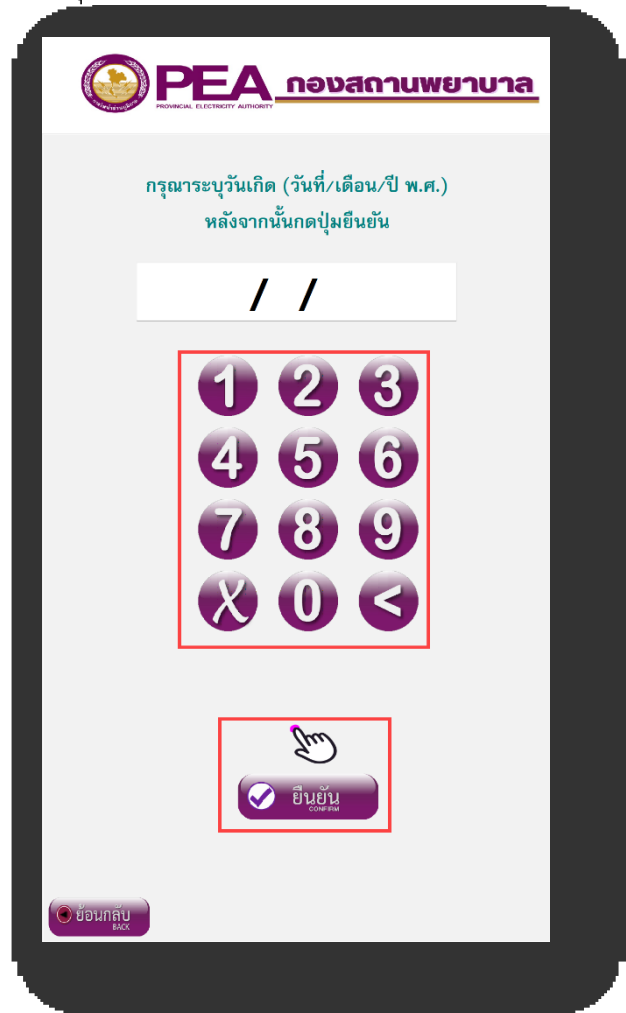 PEA กองสถานพยาบาล
PROVINCIAL ELECTRICITY AUTHORITY
กรุณาระบุวันเกิด (วันที่/เดือน/ปี พ.ศ.)
หลังจากนั้นกดปุ่มยืนยัน
/ /
1 2 3
4 5 6
7 8 9
X 0 <
ยืนยัน
CONFIRM
ย้อนกลับ
BACK